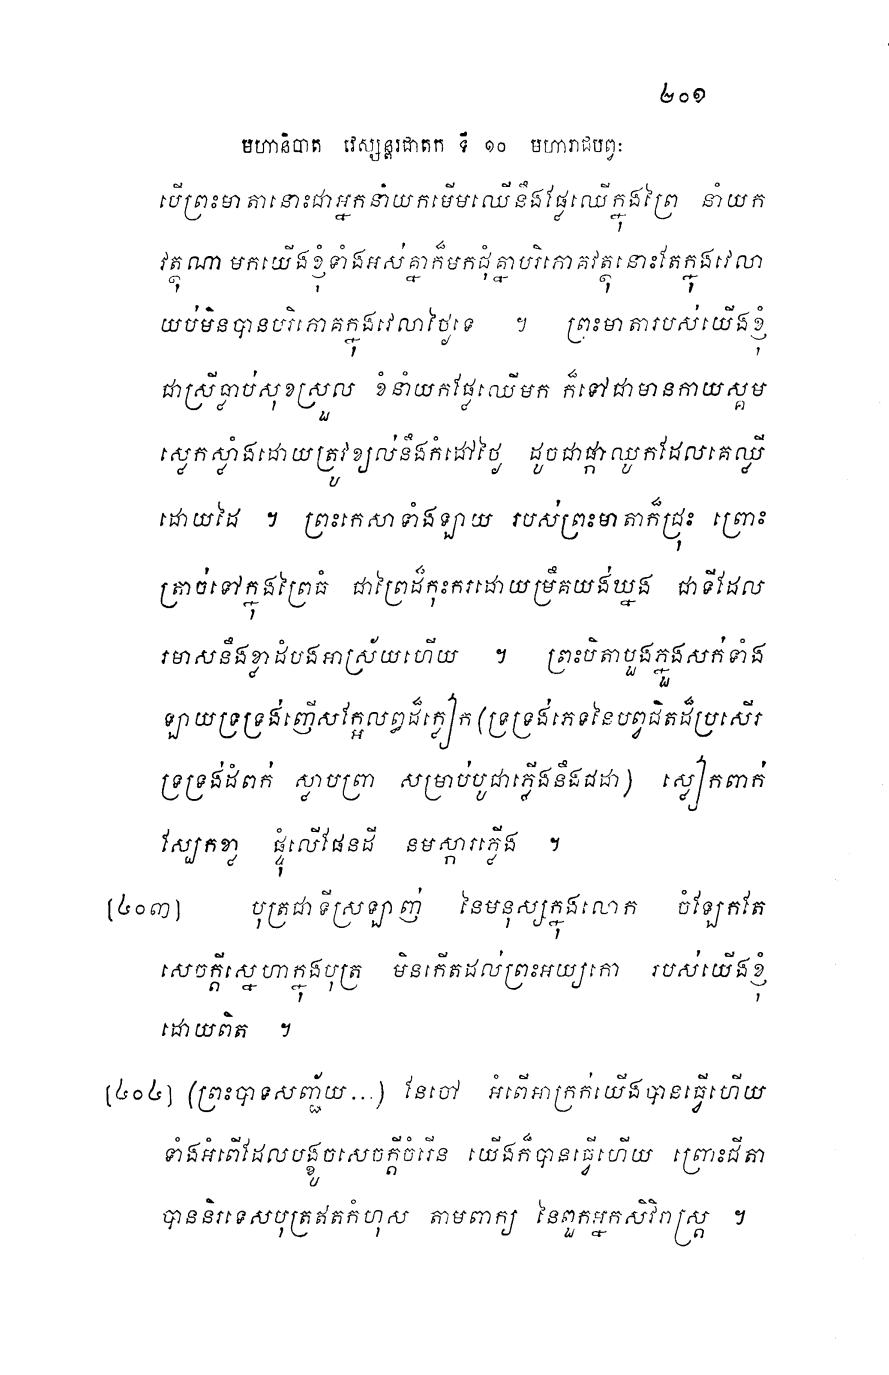 ២០១
មហានិបាត វេស្សន្តរជាតក ទី ១០ មហារាជបព្វៈ
បើព្រះមាតានោះជាអ្នកនាំយកមើមឈើនឹងផ្លែឈើក្នុងព្រៃ នាំយក
វត្ថុណាមកយើងខ្ញុំទាំងអស់គ្នាក៏មកជុំគ្នាបរិភោគវត្ថុនោះតែក្នុងវេលា
យប់មិនបានបរិភោគក្នុងវេលាថ្ងៃទេ ។ ព្រះមាតារបស់យើងខ្ញុំ
ជាស្រីធ្លាប់សុខស្រួល ខំនាំយកផ្លែឈើមក ក៏ទៅជាមានកាយស្គម
ស្លេកស្លាំងដោយត្រូវខ្យល់នឹងកំដៅថ្ងៃ ដូចជាផ្កាឈូកដែលគេឈ្លី
ដោយដៃ ។ ព្រះកេសាទាំងឡាយ របស់ព្រះមាតាក៏ជ្រុះ ព្រោះ
ត្រាច់ទៅក្នុងព្រៃធំ ជាព្រៃដ៏កុះករដោយម្រឹគយង់ឃ្នង ជាទីដែល
រមាសនឹងខ្លាដំបងអាស្រ័យហើយ ។ ព្រះបិតាបួងភ្នួងសក់ទាំង
ឡាយទ្រទ្រង់ញើសក្អែលឰដ៏ក្លៀក(ទ្រទ្រង់ភេទនៃបព្វជិតដ៏ប្រសើរ
ទ្រទ្រង់ដំពក់ ស្លាបព្រា សម្រាប់បូជាភ្លើងនឹងជដា) ស្លៀកពាក់
ស្បែកខ្លា ផ្ទុំលើផែនដី នមស្ការភ្លើង ។
[៤០៣] បុត្រជាទីស្រឡាញ់ នៃមនុស្សក្នុងលោក ចំឡែកតែ
សេចក្តីស្នេហាក្នុងបុត្រ មិនកើតដល់ព្រះអយ្យកោ របស់យើងខ្ញុំ
ដោយពិត ។
[៤០៤] (ព្រះបាទសញ្ជ័យ...) នែចៅ អំពើអាក្រក់យើងបានធ្វើហើយ
ទាំងអំពើដែលបង្ខូចសេចក្តីចំរើន យើងក៏បានធ្វើហើយ ព្រោះជីតា
បាននិរទេសបុត្រឥតកំហុស តាមពាក្យ នៃពួកអ្នកសិវិរាស្ត្រ ។